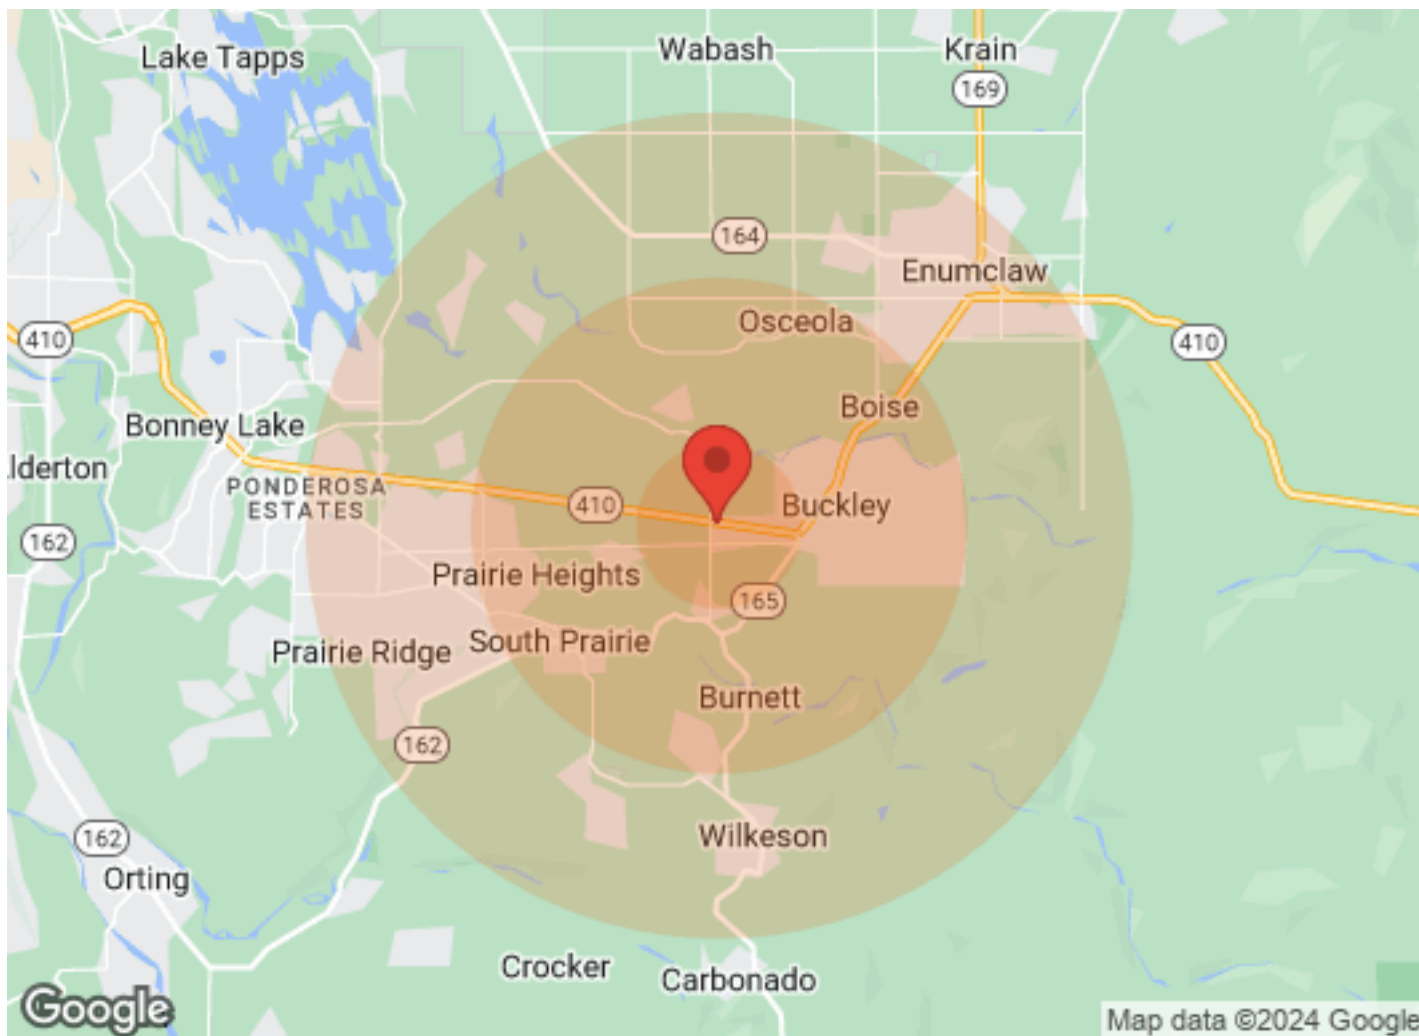 Lake Tapps
Wabash
Krain
169
164
Enumclaw
Osceola
410
410
Boise
Bonney Lake
lderton
PONDEROSA
ESTATES
410
Buckley
162
Prairie Heights
165
South Prairie
Prairie Ridge
Burnett
162
Wilkeson
162
Orting
Crocker
Carbonado
Google
Map data ©2024 Google